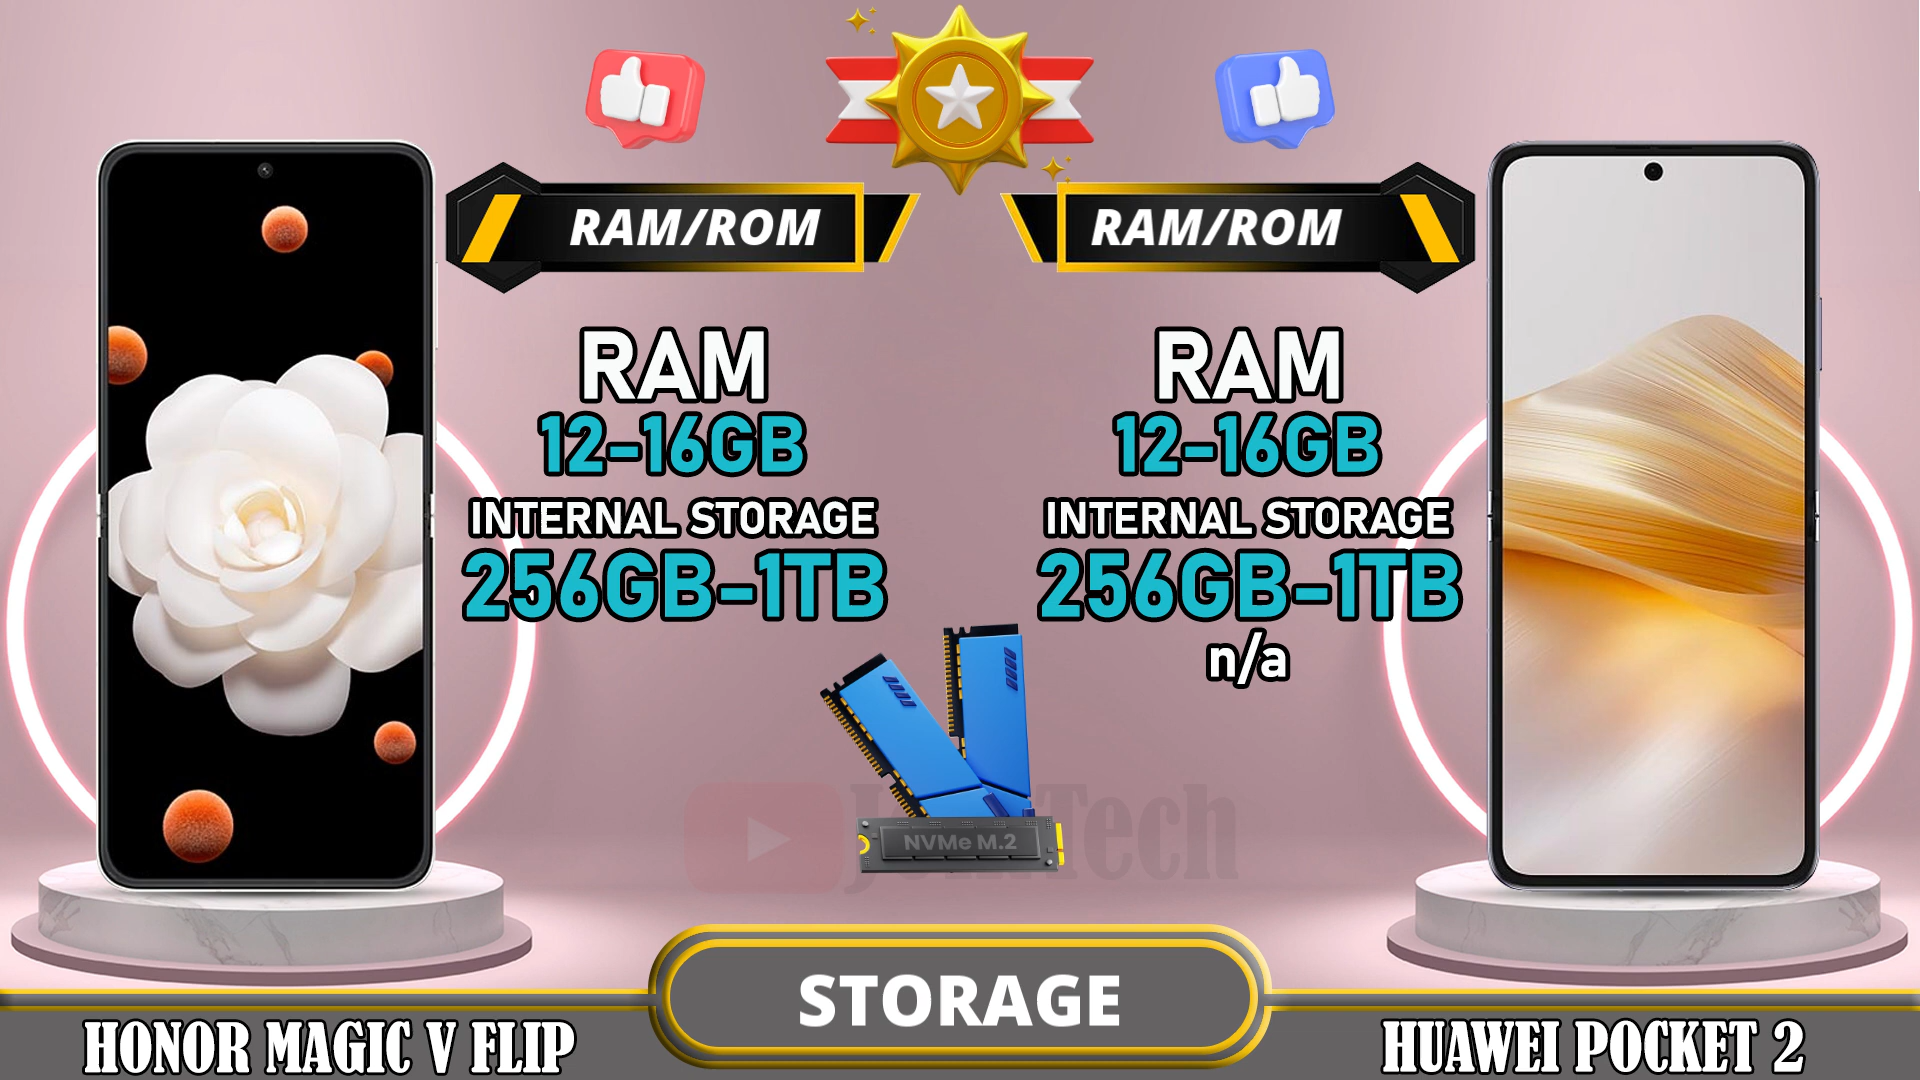 RAM/ROM
RAM
12-16GB
INTERNAL STORAGE
256GB-1TB
RAM/ROM
RAM
12-16GB
INTERNAL STORAGE
256GB-1TB
n/a
NVMe M.2
Tech
STORAGE
HONOR MAGIC V FLIP
HUAWEI POCKET 2